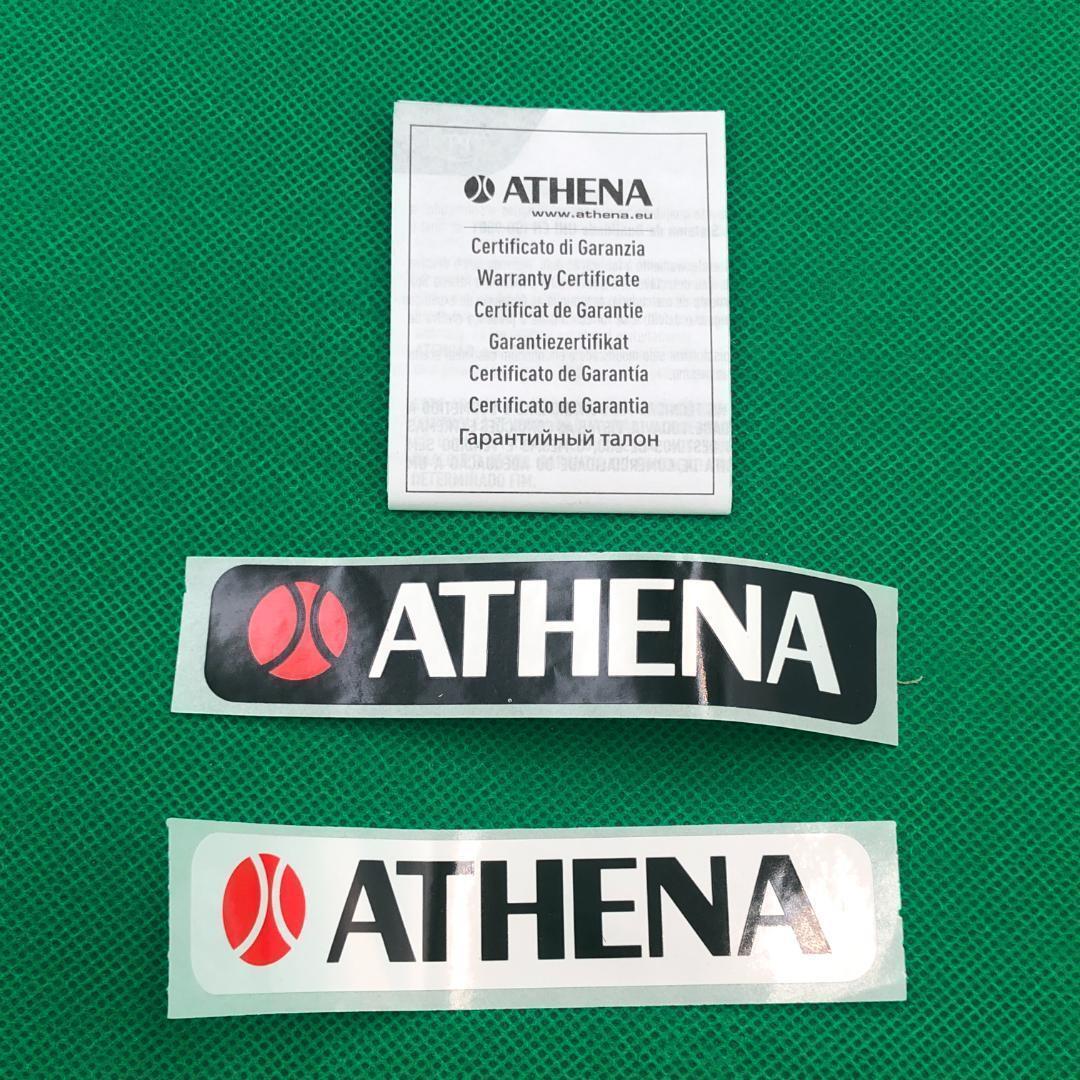 ATHENA
www.athena.eu
Certificato di Garanzia
Warranty Certificate
Certificat de Garantie
Garantiezertifikat
Certificato de Garantía
Certificato de Garantia
Гарантийный талон
ATHENA
ATHENA